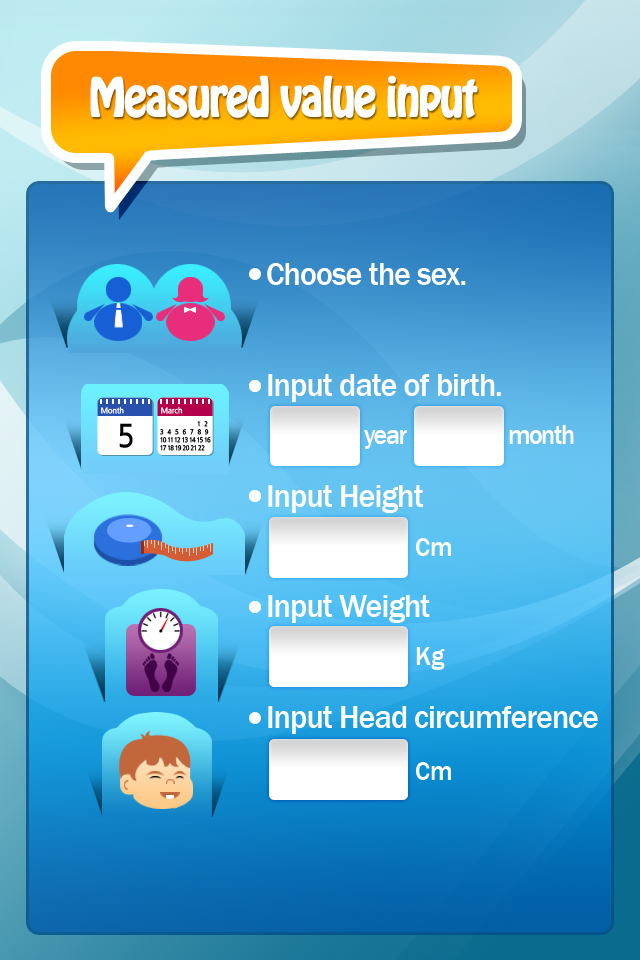 Measured value input
• Choose the sex.
• Input date of birth.
Month
5
March
1 2
3 4 5 6 7 8 9
10 11 12 13 14 15 16
17 18 19 20 21 22
year month
• Input Height
Cm
• Input Weight
Kg
• Input Head circumference
Cm